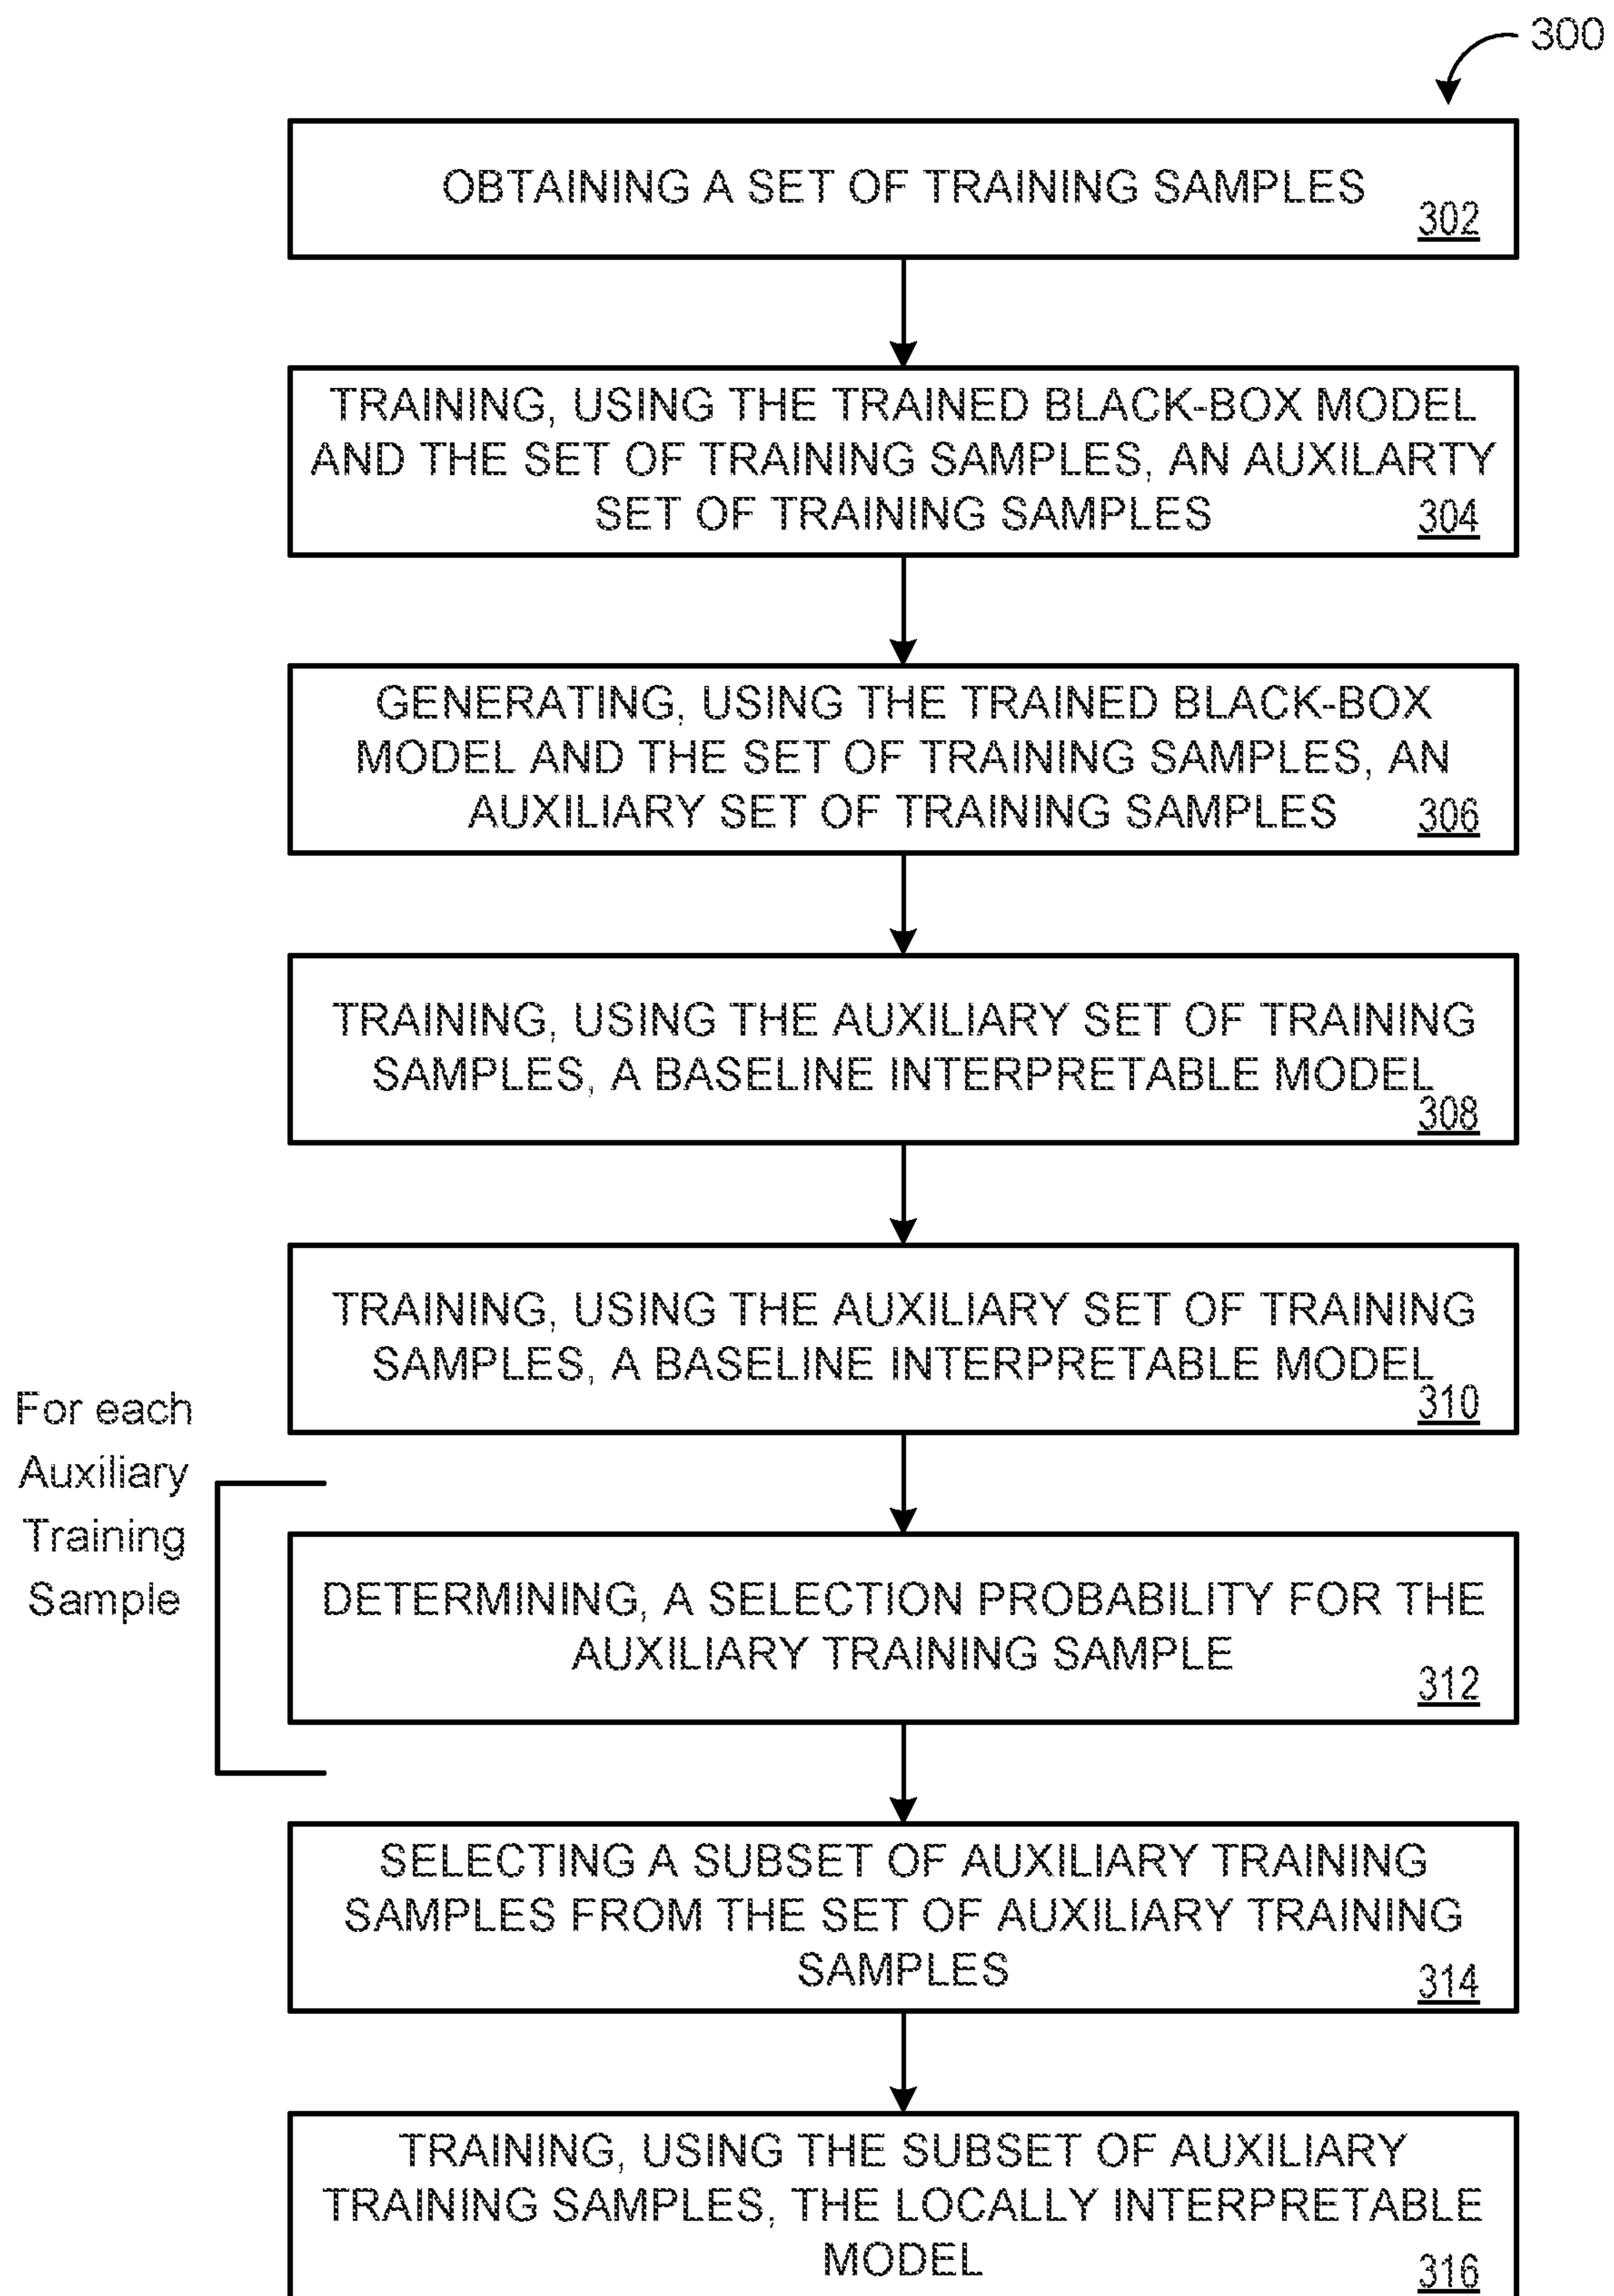 300
OBTAINING A SET OF TRAINING SAMPLES
302
TRAINING, USING THE TRAINED BLACK-BOX MODEL
AND THE SET OF TRAINING SAMPLES, AN AUXILARTY
SET OF TRAINING SAMPLES
304
GENERATING, USING THE TRAINED BLACK-BOX
MODEL AND THE SET OF TRAINING SAMPLES, AN
AUXILIARY SET OF TRAINING SAMPLES
306
TRAINING, USING THE AUXILIARY SET OF TRAINING
SAMPLES, A BASELINE INTERPRETABLE MODEL
308
TRAINING, USING THE AUXILIARY SET OF TRAINING
SAMPLES, A BASELINE INTERPRETABLE MODEL
310
For each
Auxiliary
Training
Sample
DETERMINING, A SELECTION PROBABILITY FOR THE
AUXILIARY TRAINING SAMPLE
312
SELECTING A SUBSET OF AUXILIARY TRAINING
SAMPLES FROM THE SET OF AUXILIARY TRAINING
SAMPLES
314
TRAINING, USING THE SUBSET OF AUXILIARY
TRAINING SAMPLES, THE LOCALLY INTERPRETABLE
MODEL
316